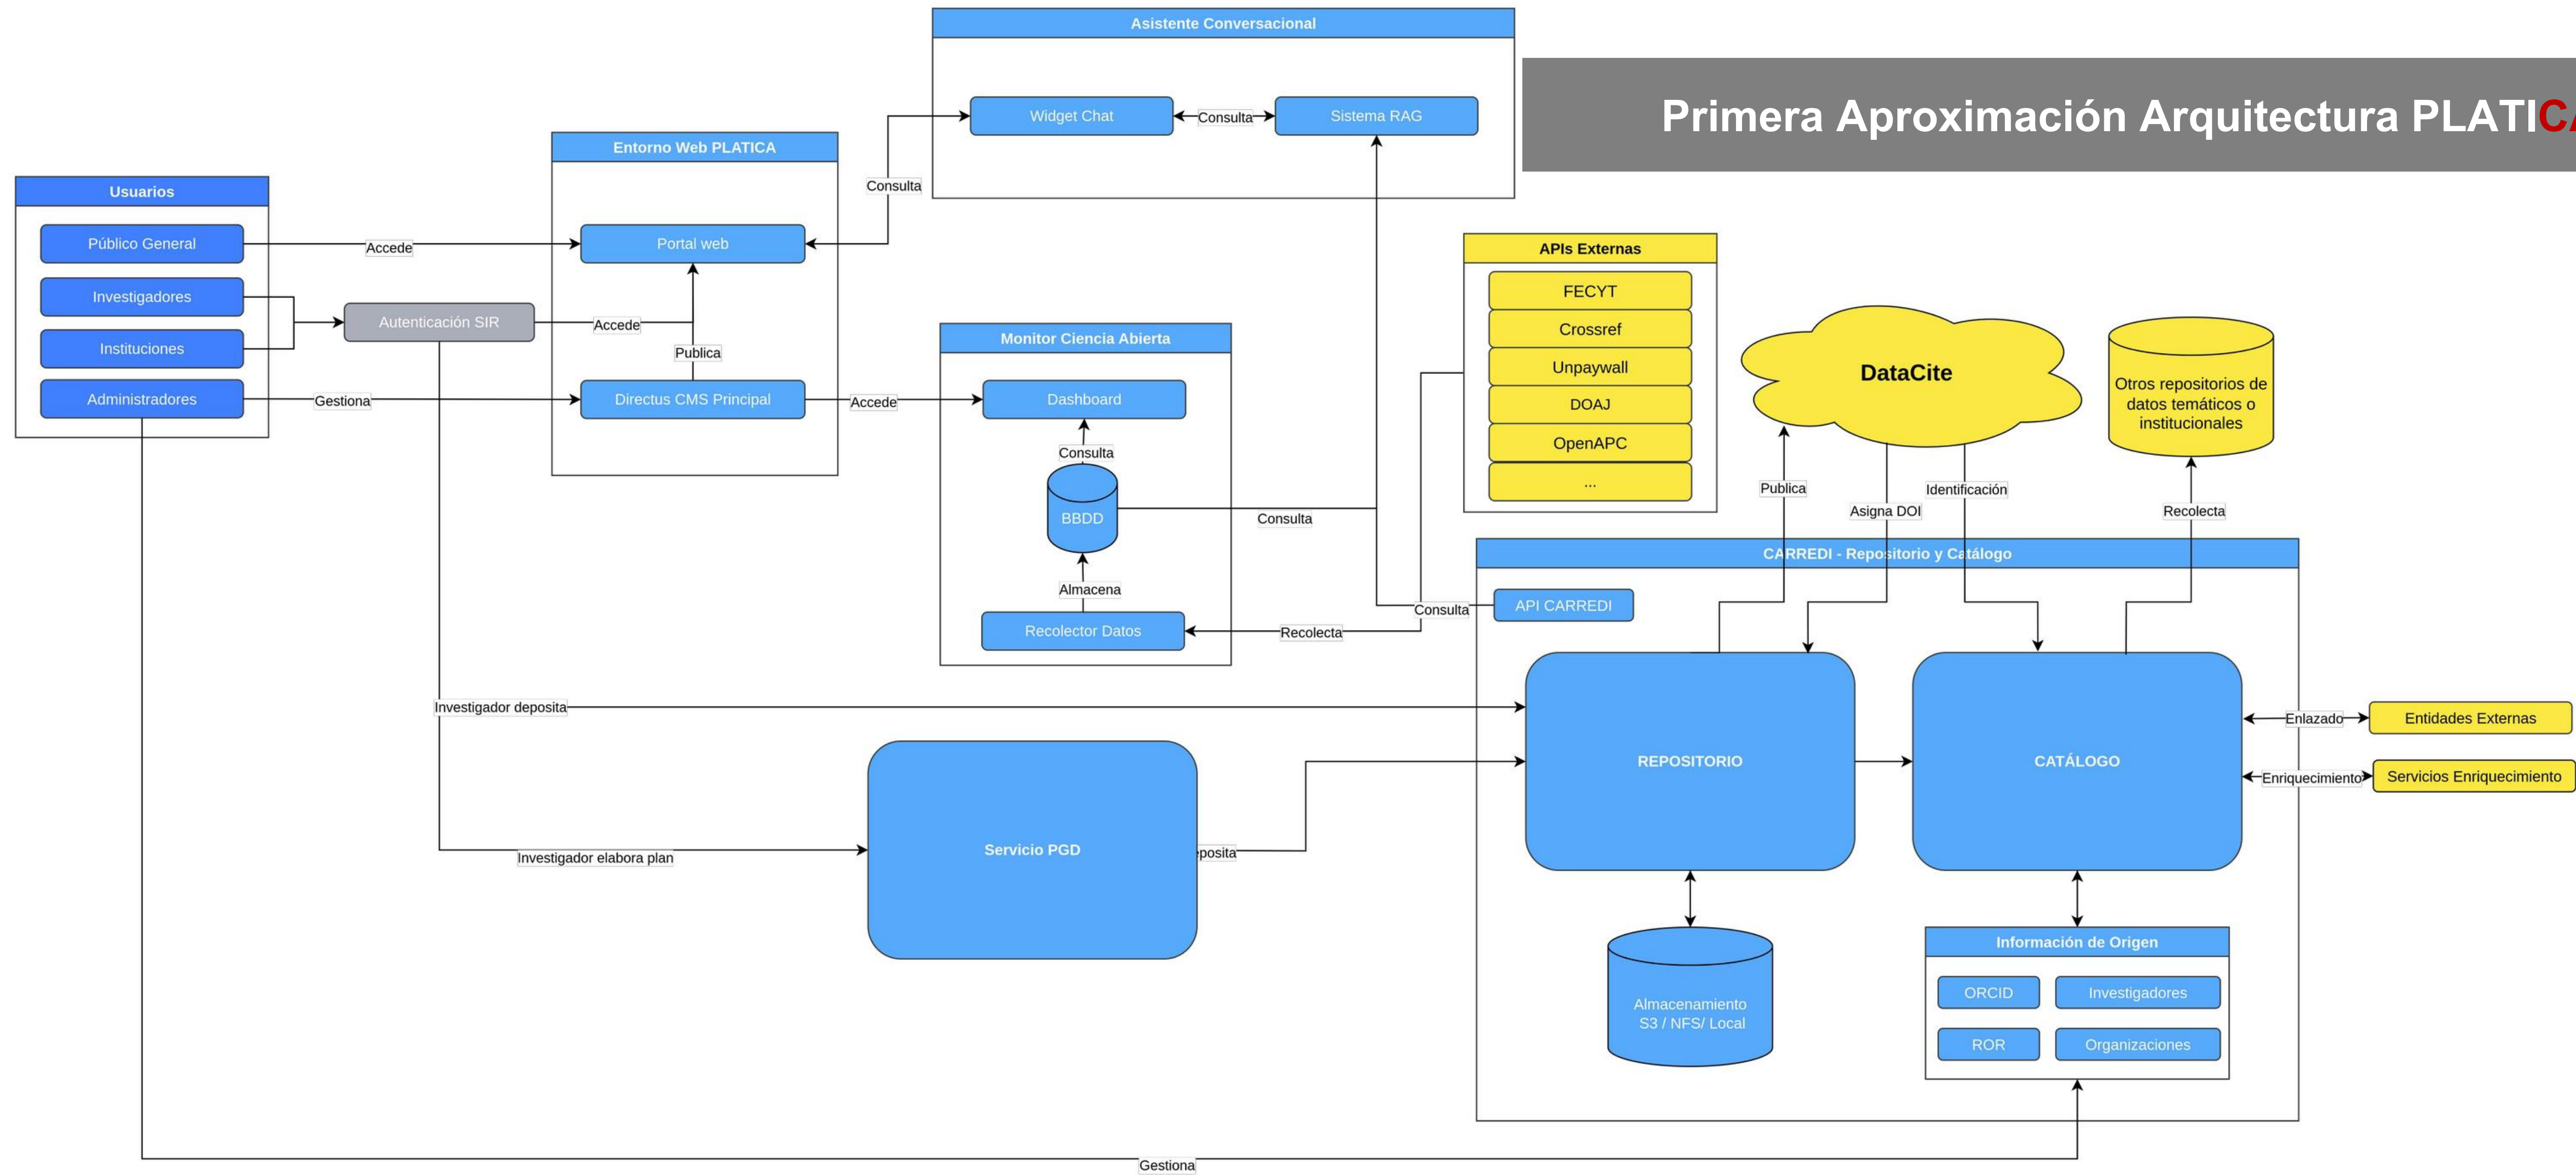 Asistente Conversacional
Widget Chat
Consulta
Sistema RAG
Primera Aproximación Arquitectura PLATICA
Entorno Web PLATICA
Consulta
Usuarios
Público General
Accede
Portal web
Investigadores
Autenticación SIR
Accede
Instituciones
Publica
Administradores
Gestiona
Directus CMS Principal
Accede
Monitor Ciencia Abierta
Dashboard
Consulta
BBDD
Consulta
Almacena
Recolector Datos
Recolecta
APIs Externas
FECYT
Crossref
Unpaywall
DOAJ
OpenAPC
...
DataCite
Otros repositorios de
datos temáticos o
institucionales
Publica
Asigna DOI
Identificación
Recolecta
CARREDI - Repositorio y Catálogo
API CARREDI
Consulta
Investigador deposita
REPOSITORIO
CATÁLOGO
Enlazado
Entidades Externas
Enriquecimiento
Servicios Enriquecimiento
Investigador elabora plan
Servicio PGD
eposita
Almacenamiento
S3 / NFS/ Local
Información de Origen
ORCID
Investigadores
ROR
Organizaciones
Gestiona